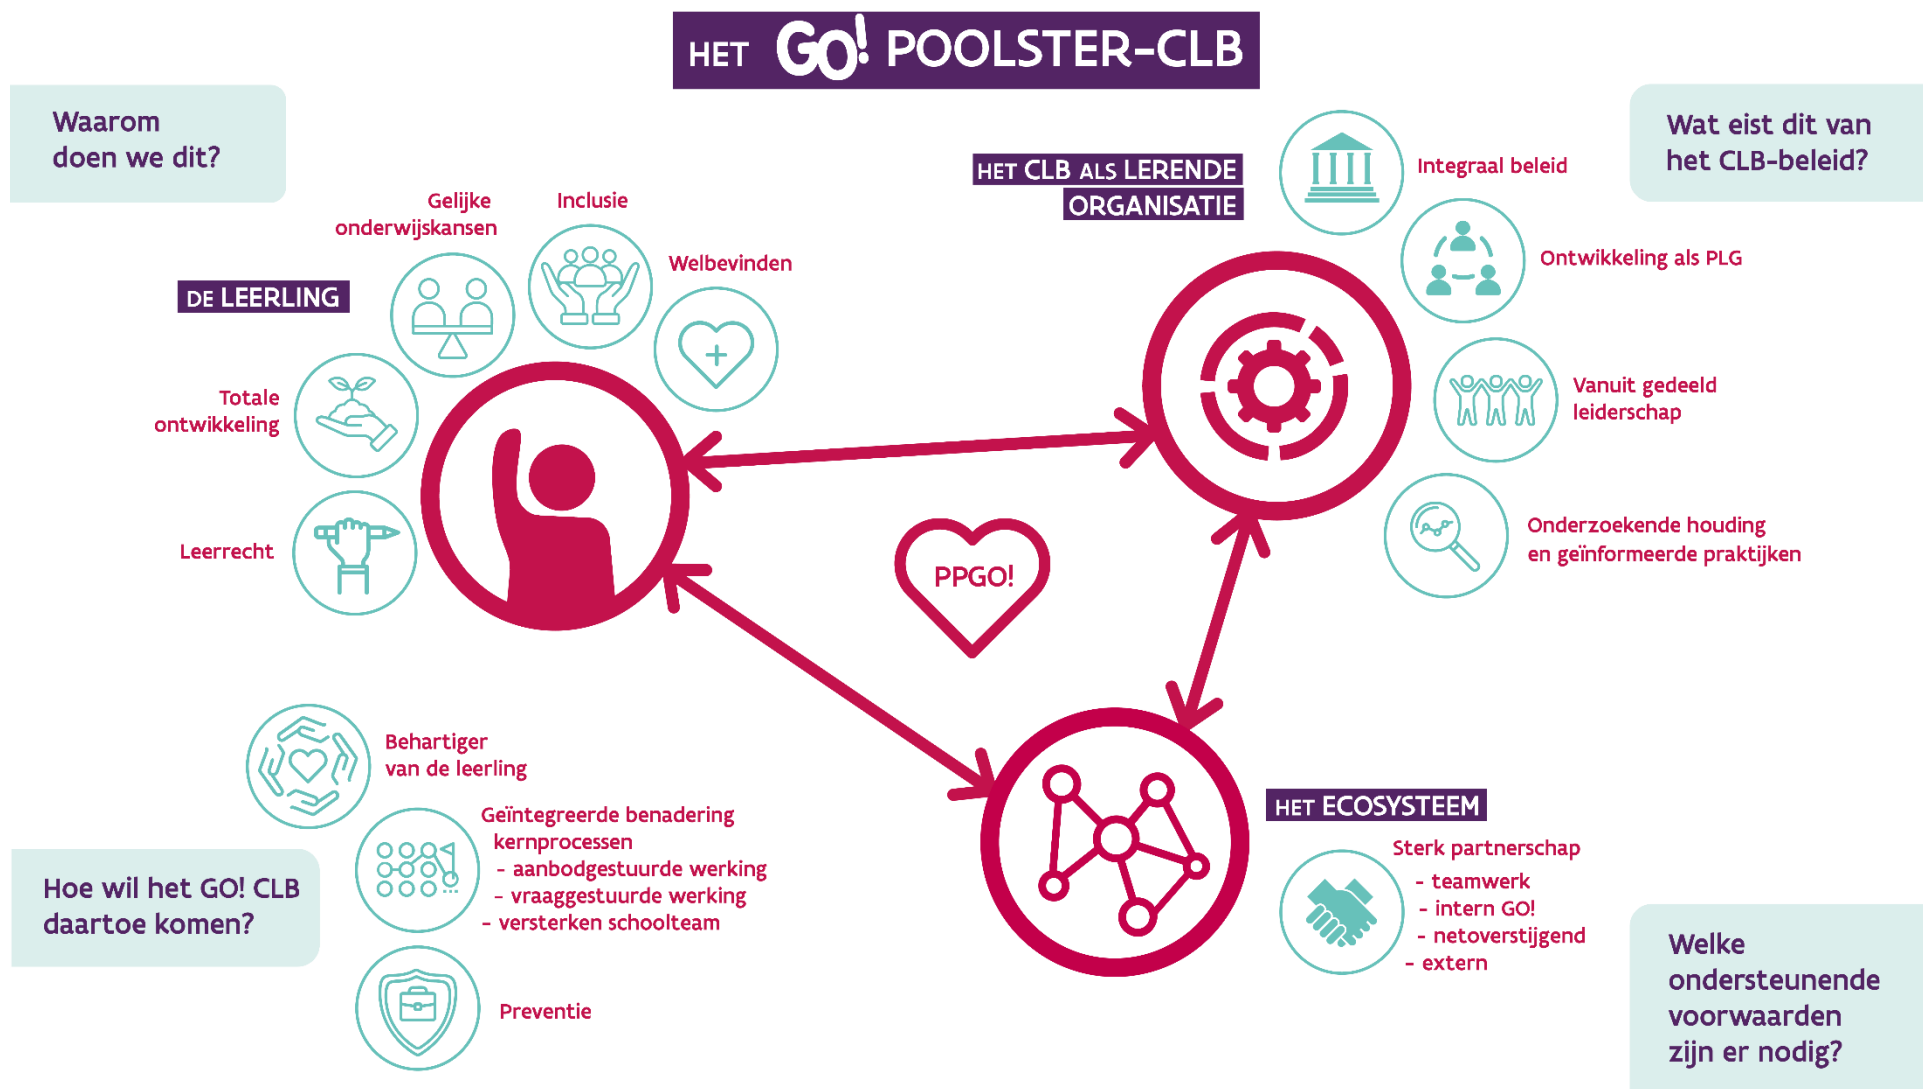 HET GO! POOLSTER-CLB
Waarom
doen we dit?
DE LEERLING
Gelijke
onderwijskansen
Inclusie
Welbevinden
Totale
ontwikkeling
Leerrecht
HET CLB ALS LERENDE
ORGANISATIE
Wat eist dit van
het CLB-beleid?
Integraal beleid
Ontwikkeling als PLG
Vanuit gedeeld
leiderschap
Onderzoekende houding
en geïnformeerde praktijken
PPGO!
Hoe wil het GO! CLB
daartoe komen?
Behartiger
van de leerling
Geïntegreerde benadering
kernprocessen
- aanbodgestuurde werking
- vraaggestuurde werking
- versterken schoolteam
Preventie
HET ECOSYSTEEM
Sterk partnerschap
- teamwerk
- intern GO!
- netoverstijgend
- extern
Welke
ondersteunende
voorwaarden
zijn er nodig?